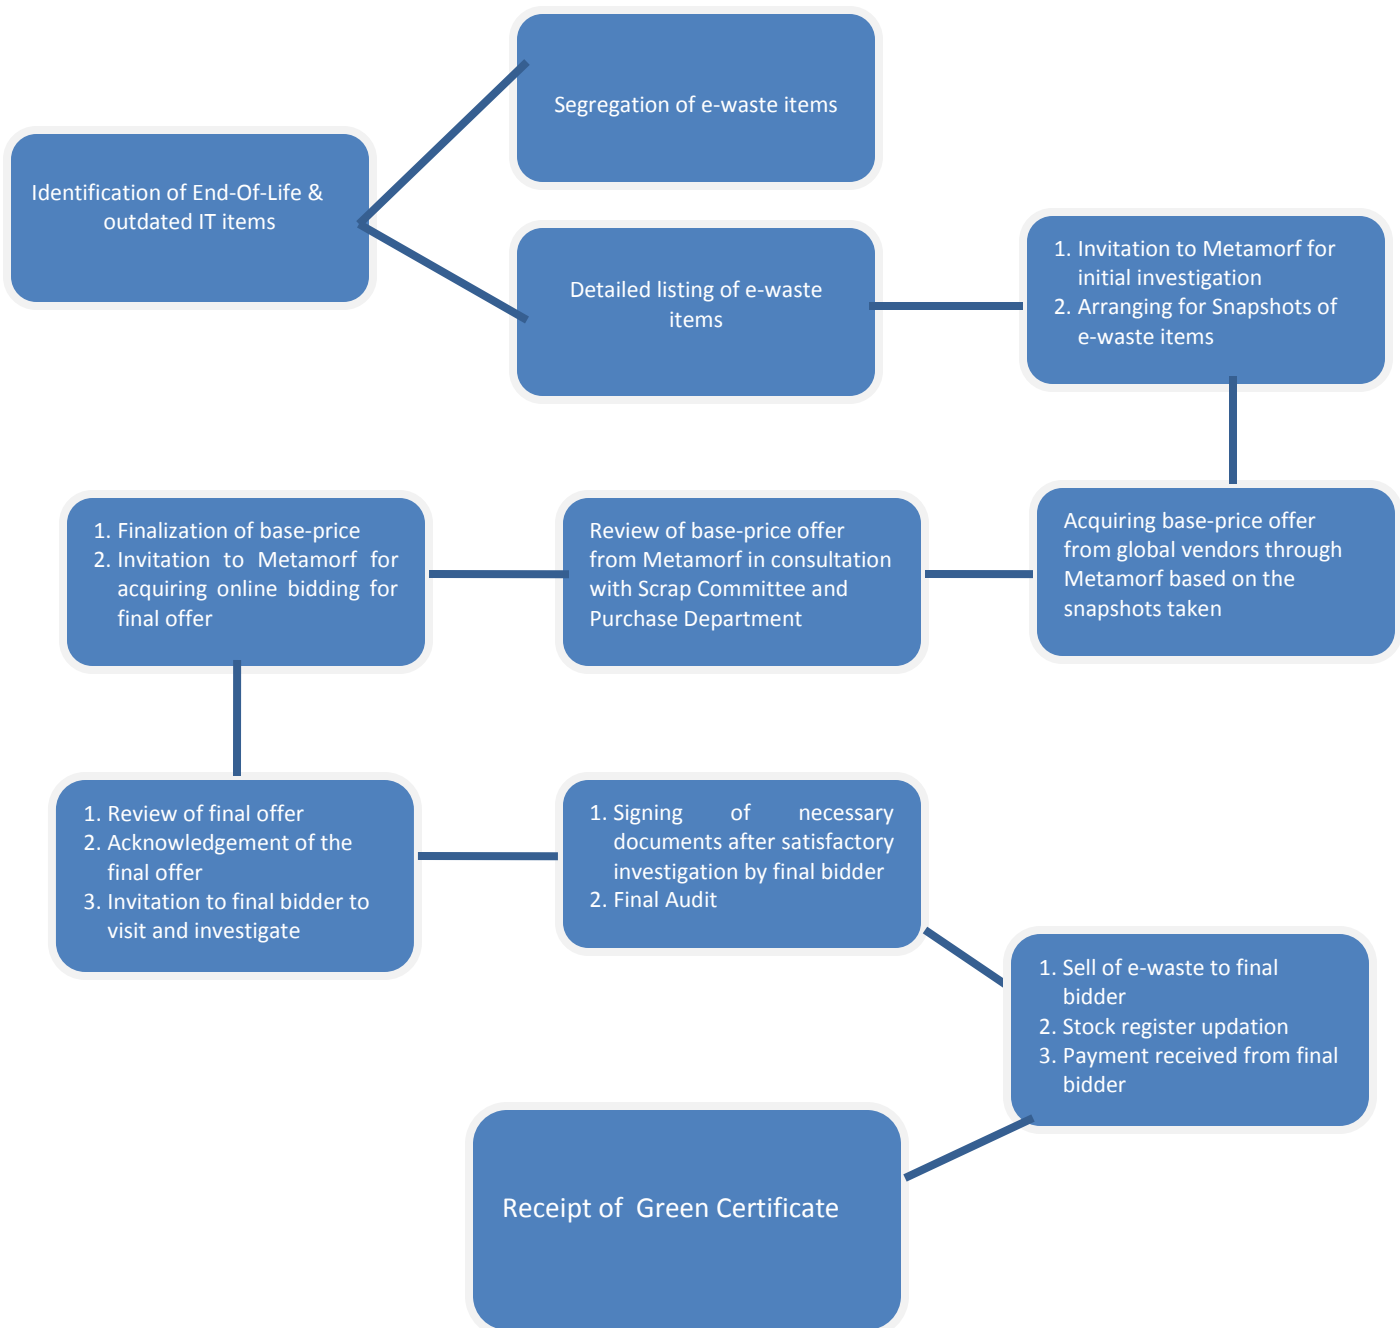 Segregation of e-waste items
Identification of End-Of-Life &
outdated IT items
Detailed listing of e-waste
items
1. Invitation to Metamorf for
initial investigation
2. Arranging for Snapshots of
e-waste items
1. Finalization of base-price
2. Invitation to Metamorf for
acquiring online bidding for
final offer
Review of base-price offer
from Metamorf in consultation
with Scrap Committee and
Purchase Department
Acquiring base-price offer
from global vendors through
Metamorf based on the
snapshots taken
1. Review of final offer
2. Acknowledgement of the
final offer
3. Invitation to final bidder to
visit and investigate
1. Signing of necessary
documents after satisfactory
investigation by final bidder
2. Final Audit
1. Sell of e-waste to final
bidder
2. Stock register updation
3. Payment received from final
bidder
Receipt of Green Certificate